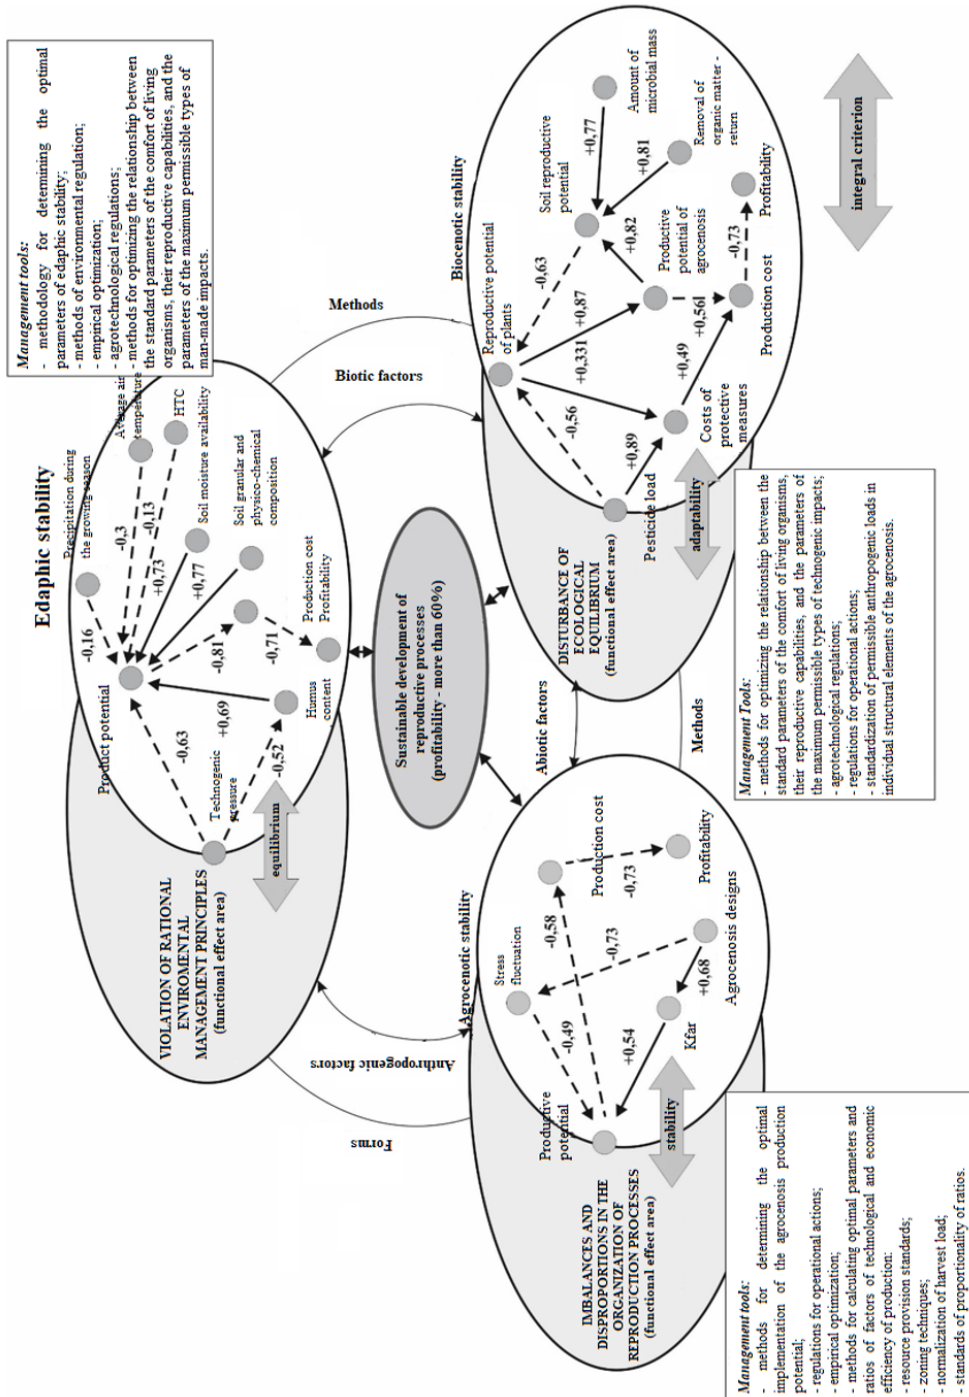 Management tools:
- methodology for determining the optimal
parameters of edaphic stability;
- methods of environmental regulation;
- empirical optimization;
- agrotechnological regulations;
- methods for optimizing the relationship between
the standard parameters of the comfort of living
organisms, their reproductive capabilities, and the
parameters of the maximum permissible types of
man-made impacts.
Edaphic stability
Precipitation during
the growing season
Average air
temperature
HTC
Soil moisture availability
Soil granular and
physico-chemical
composition
Production cost
Profitability
Humus
content
Product potential
Technogenic
pressure
-0,16
-0,3
-0,13
+0,73
+0,77
-0,81
-0,71
+0,69
-0,63
-0,52
equilibrium
VIOLATION OF RATIONAL
ENVIROMENTAL
MANAGEMENT PRINCIPLES
(functional effect area)
Methods
Biotic factors
Biocenotic stability
Amount of
microbial mass
Soil reproductive
potential
Removal of
organic matter -
return
Reproductive potential
of plants
Productive
potential of
agrocenosis
Profitability
Production cost
Costs of
protective
measures
Pesticide load
+0,77
+0,81
+0,82
-0,63
+0,87
+0,331
-0,73
+0,56
+0,49
-0,56
+0,89
adaptability
integral criterion
DISTURBANCE OF
ECOLOGICAL
EQUILIBRIUM
(functional effect area)
Sustainable development of
reproductive processes
(profitability - more than 60%)
Management Tools:
- methods for optimizing the relationship between the
standard parameters of the comfort of living organisms,
their reproductive capabilities, and the parameters of
the maximum permissible types of technogenic impacts;
- agrotechnological regulations;
- regulations for operational actions;
- standardization of permissible anthropogenic loads in
individual structural elements of the agrocenosis.
Abiotic factors
Methods
Anthropogenic factors
Forms
Agrocenotic stability
Stress
fluctuation
Production cost
Profitability
Agrocenosis designs
Kfar
Productive
potential
-0,58
-0,73
-0,73
-0,49
+0,54
+0,68
stability
IMBALANCES AND
DISPROPORTIONS IN THE
ORGANIZATION OF
REPRODUCTION PROCESSES
(functional effect area)
Management tools:
- methods for determining the optimal
implementation of the agrocenosis production
potential;
- regulations for operational actions;
- empirical optimization;
- methods for calculating optimal parameters and
ratios of factors of technological and economic
efficiency of production:
- resource provision standards;
- zoning techniques;
- normalization of harvest load;
- standards of proportionality of ratios.